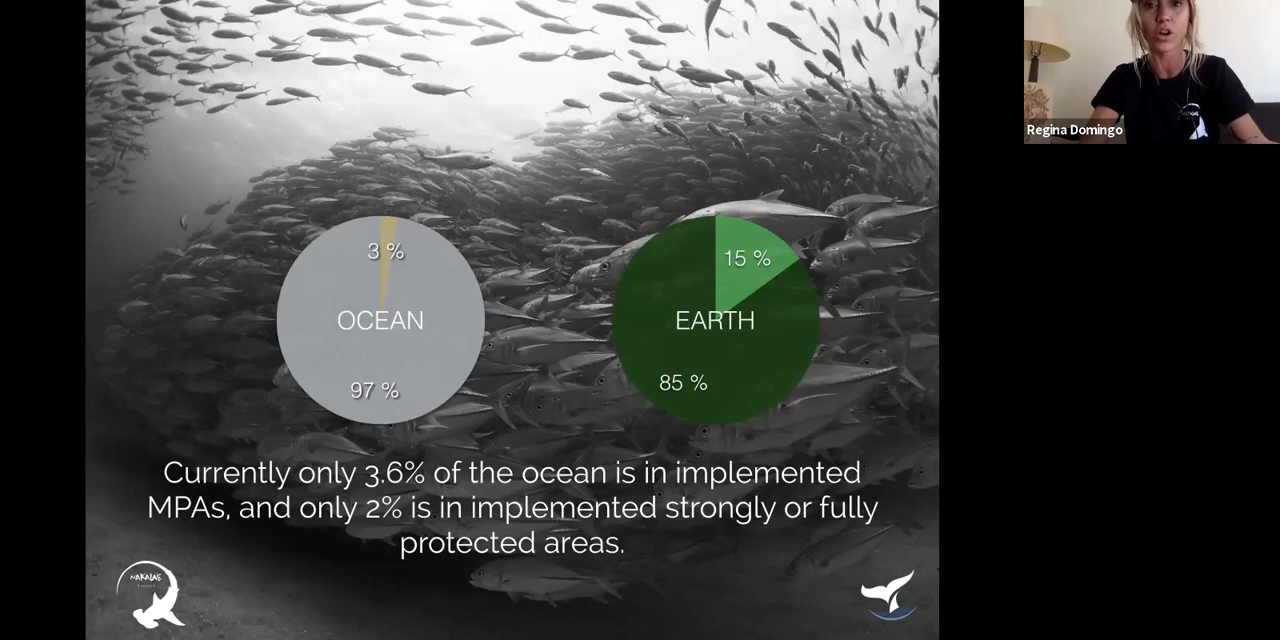 Regina Domingo
3 %
OCEAN
97 %
15 %
EARTH
85 %
Currently only 3.6% of the ocean is in implemented
MPAs, and only 2% is in implemented strongly or fully
protected areas.
NAKAWE